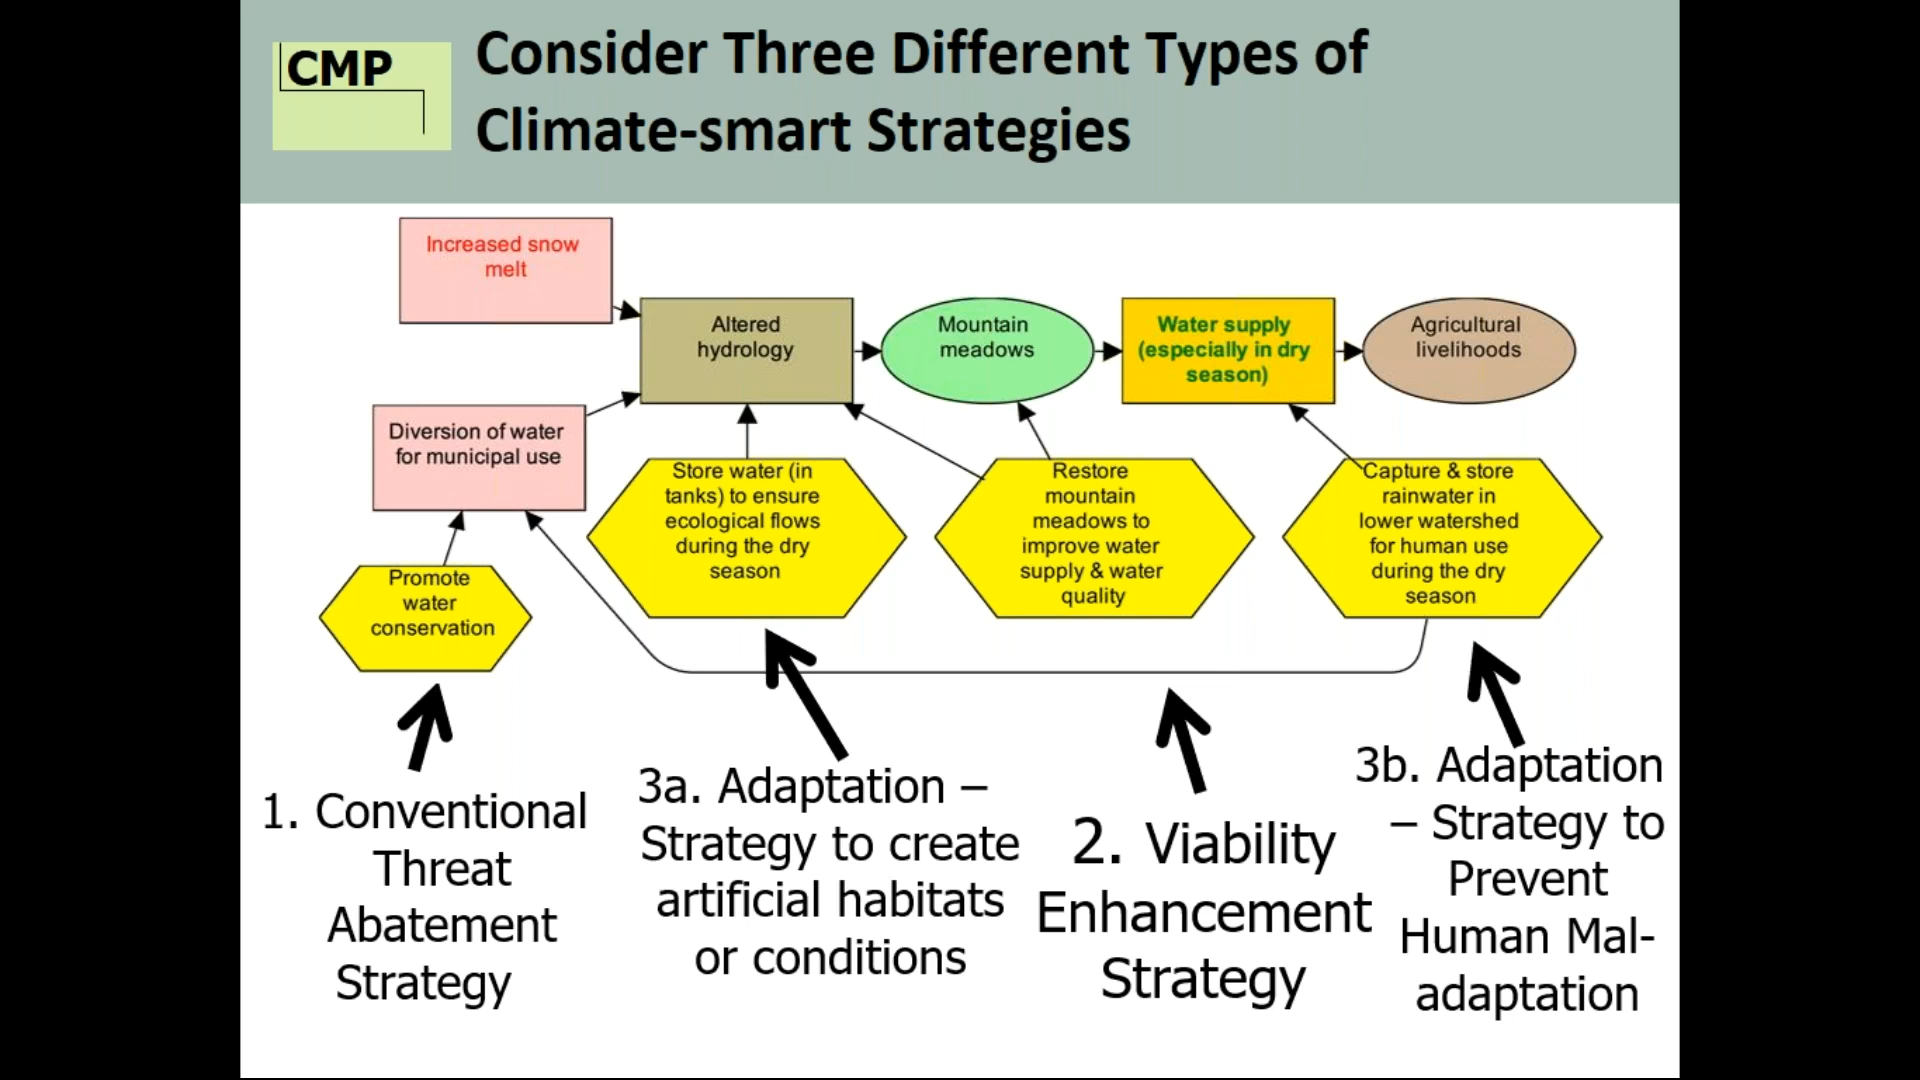 CMP
Consider Three Different Types of
Climate-smart Strategies
Increased snow
melt
Altered
hydrology
Mountain
meadows
Water supply
(especially in dry
season)
Agricultural
livelihoods
Diversion of water
for municipal use
Store water (in
tanks) to ensure
ecological flows
during the dry
season
Restore
mountain
meadows to
improve water
supply & water
quality
Capture & store
rainwater in
lower watershed
for human use
during the dry
season
Promote
water
conservation
1. Conventional
Threat
Abatement
Strategy
3a. Adaptation –
Strategy to create
artificial habitats
or conditions
2. Viability
Enhancement
Strategy
3b. Adaptation
– Strategy to
Prevent
Human Mal-
adaptation